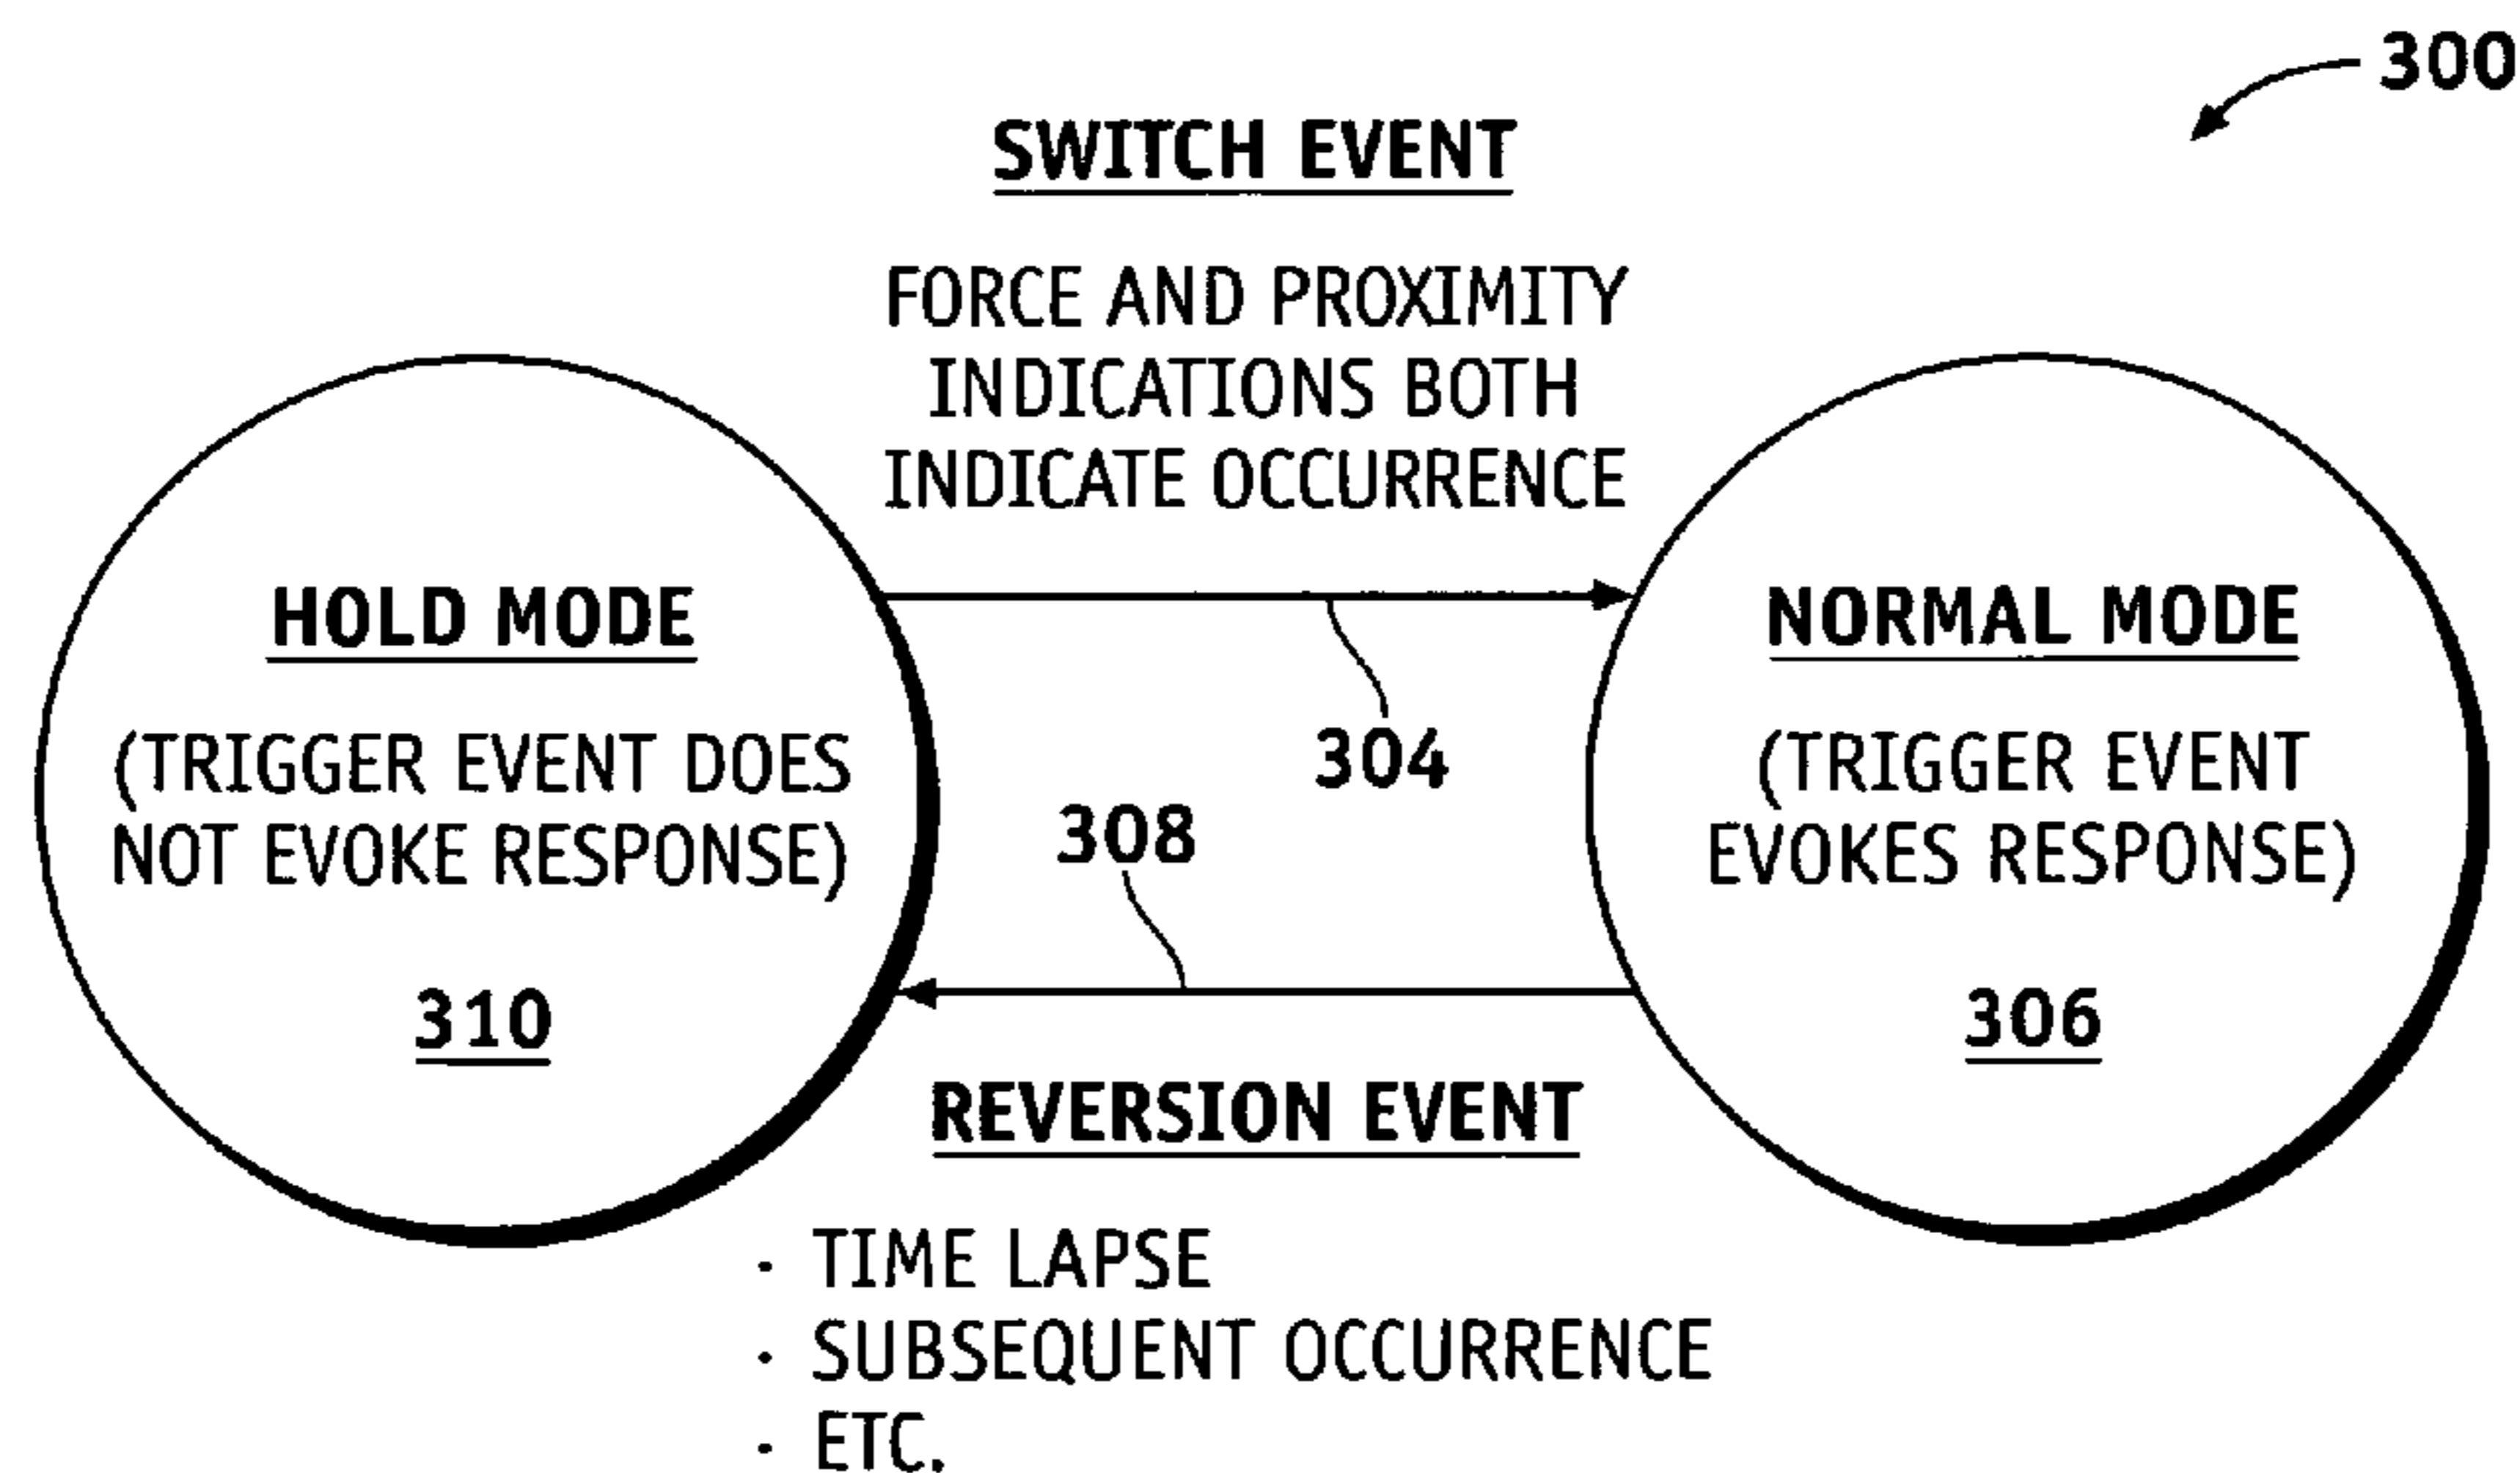 300
SWITCH EVENT
FORCE AND PROXIMITY
INDICATIONS BOTH
INDICATE OCCURRENCE
HOLD MODE
(TRIGGER EVENT DOES
NOT EVOKE RESPONSE)
310
304
308
NORMAL MODE
(TRIGGER EVENT
EVOKES RESPONSE)
306
REVERSION EVENT
· TIME LAPSE
· SUBSEQUENT OCCURRENCE
· ETC.